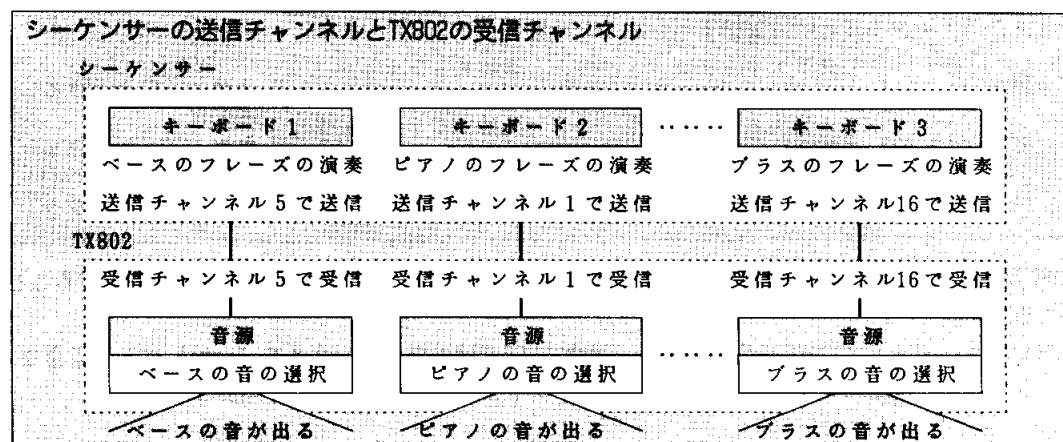 シーケンサーの送信チャンネルとTX802の受信チャンネル
シーケンサー
キーボード1 キーボード2 ‥‥‥ キーボード3
ベースのフレーズの演奏 ピアノのフレーズの演奏 ブラスのフレーズの演奏
送信チャンネル5で送信 送信チャンネル1で送信 送信チャンネル16で送信
TX802
受信チャンネル5で受信 受信チャンネル1で受信 受信チャンネル16で受信
音源 音源 ‥‥‥ 音源
ベースの音の選択 ピアノの音の選択 ブラスの音の選択
ベースの音が出る ピアノの音が出る ブラスの音が出る